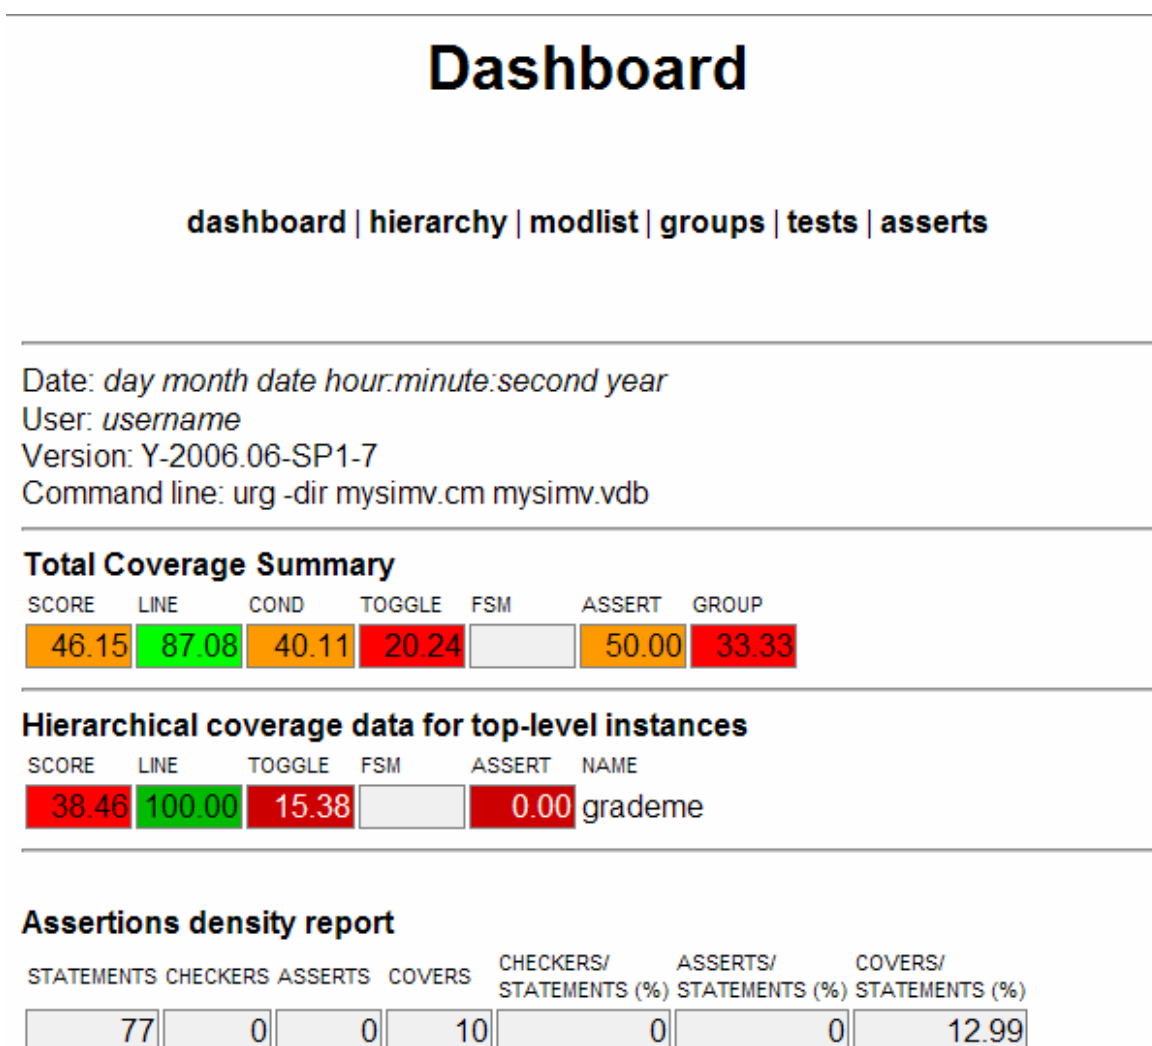 Dashboard
dashboard | hierarchy | modlist | groups | tests | asserts
Date: day month date hour:minute:second year
User: username
Version: Y-2006.06-SP1-7
Command line: urg -dir mysimv.cm mysimv.vdb
Total Coverage Summary
SCORE LINE COND TOGGLE FSM ASSERT GROUP
46.15 87.08 40.11 20.24 50.00 33.33
Hierarchical coverage data for top-level instances
SCORE LINE TOGGLE FSM ASSERT NAME
38.46 100.00 15.38 0.00 grademe
Assertions density report
STATEMENTS CHECKERS ASSERTS COVERS CHECKERS/ STATEMENTS (%) ASSERTS/ STATEMENTS (%) COVERS/ STATEMENTS (%)
77 0 0 10 0 0 12.99